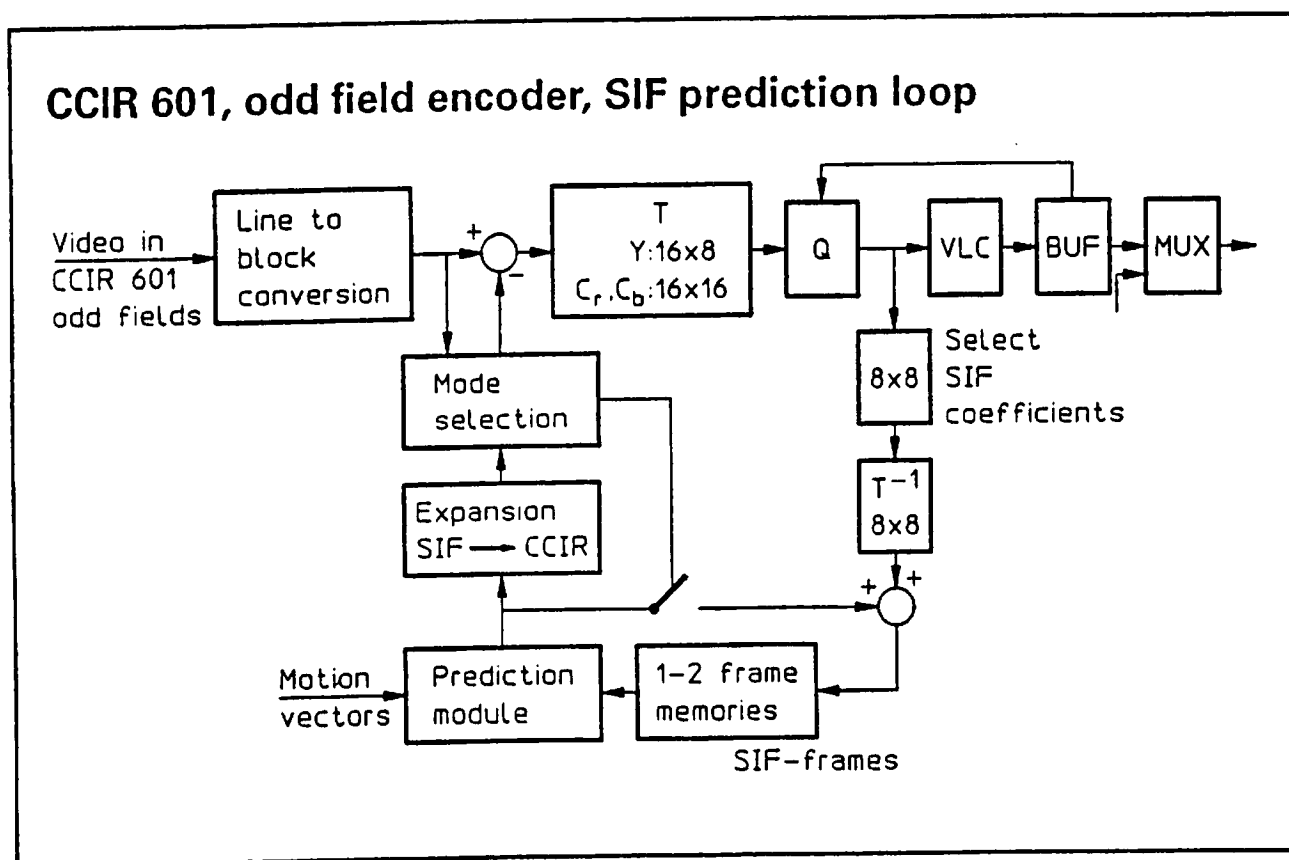 CCIR 601, odd field encoder, SIF prediction loop
Video in
CCIR 601
odd fields
Line to
block
conversion
+
−
T
Y:16x8
Cr,Cb:16x16
Q
VLC
BUF
MUX
Mode
selection
8x8
Select
SIF
coefficients
Expansion
SIF → CCIR
T−1
8x8
+
+
Motion
vectors
Prediction
module
1−2 frame
memories
SIF−frames